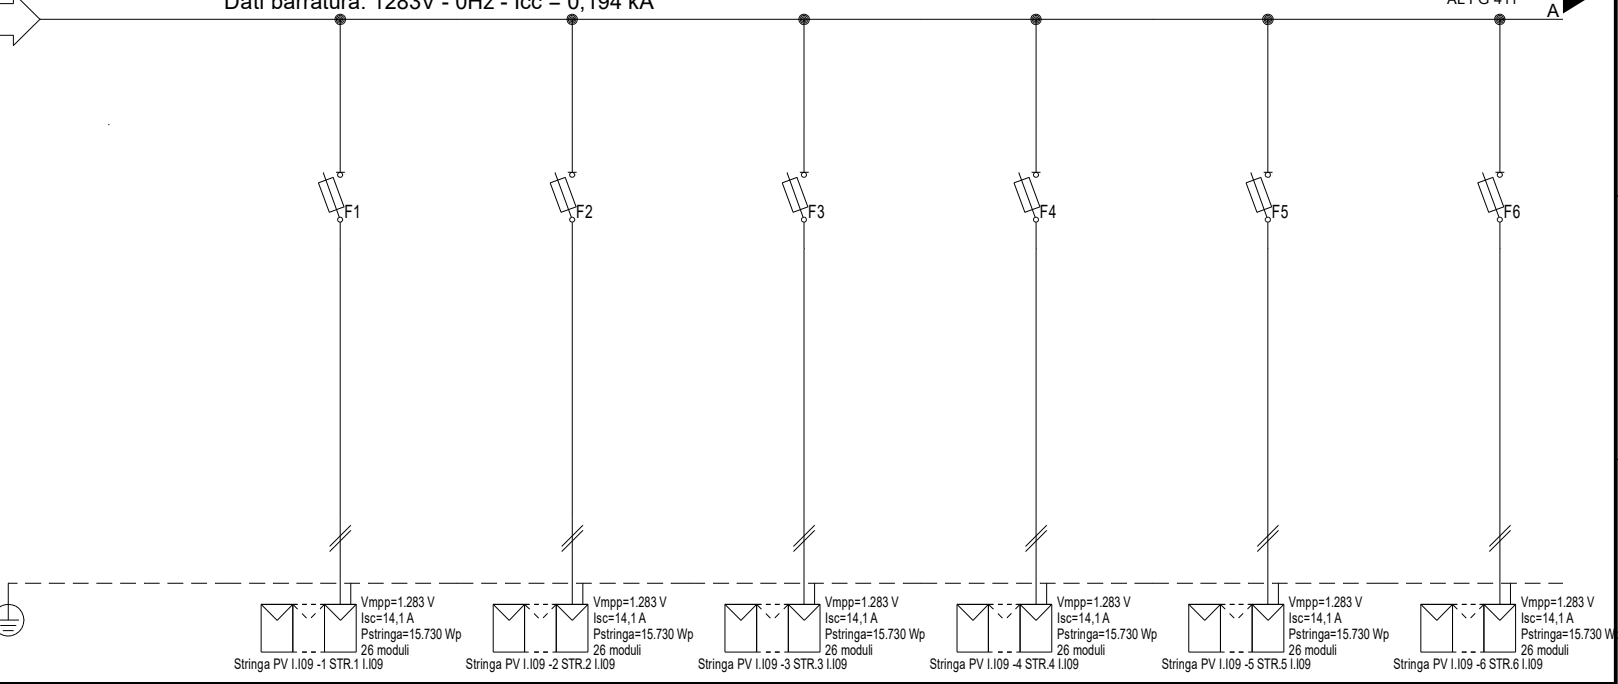 Dati barratura: 1283V - 0Hz - Icc = 0,194 kA
A
F1
F2
F3
F4
F5
F6
Vmpp=1.283 V
Isc=14,1 A
Pstringa=15.730 Wp
26 moduli
Stringa PV I.I09 -1 STR.1 I.I09
Vmpp=1.283 V
Isc=14,1 A
Pstringa=15.730 Wp
26 moduli
Stringa PV I.I09 -2 STR.2 I.I09
Vmpp=1.283 V
Isc=14,1 A
Pstringa=15.730 Wp
26 moduli
Stringa PV I.I09 -3 STR.3 I.I09
Vmpp=1.283 V
Isc=14,1 A
Pstringa=15.730 Wp
26 moduli
Stringa PV I.I09 -4 STR.4 I.I09
Vmpp=1.283 V
Isc=14,1 A
Pstringa=15.730 Wp
26 moduli
Stringa PV I.I09 -5 STR.5 I.I09
Vmpp=1.283 V
Isc=14,1 A
Pstringa=15.730 W
26 moduli
Stringa PV I.I09 -6 STR.6 I.I09